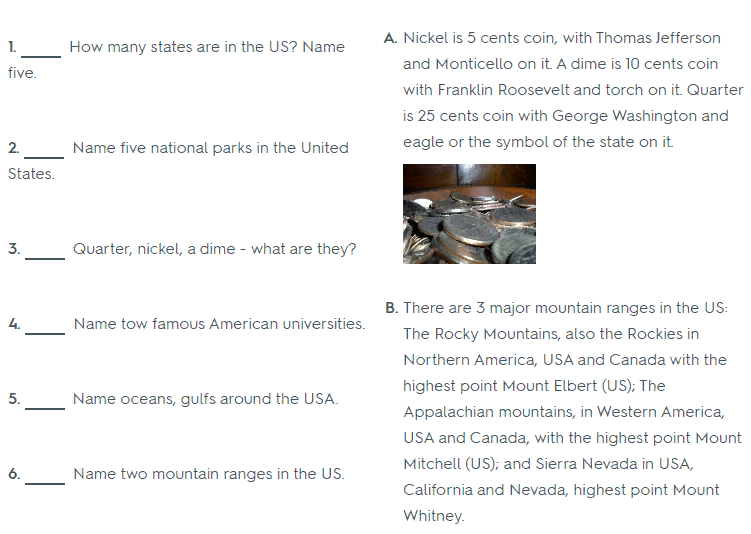 1. ____ How many states are in the US? Name
five.
2. ____ Name five national parks in the United
States.
3. ____ Quarter, nickel, a dime - what are they?
4. ____ Name tow famous American universities.
5. ____ Name oceans, gulfs around the USA.
6. ____ Name two mountain ranges in the US.
A. Nickel is 5 cents coin, with Thomas Jefferson
and Monticello on it. A dime is 10 cents coin
with Franklin Roosevelt and torch on it. Quarter
is 25 cents coin with George Washington and
eagle or the symbol of the state on it.
B. There are 3 major mountain ranges in the US:
The Rocky Mountains, also the Rockies in
Northern America, USA and Canada with the
highest point Mount Elbert (US); The
Appalachian mountains, in Western America,
USA and Canada, with the highest point Mount
Mitchell (US); and Sierra Nevada in USA,
California and Nevada, highest point Mount
Whitney.